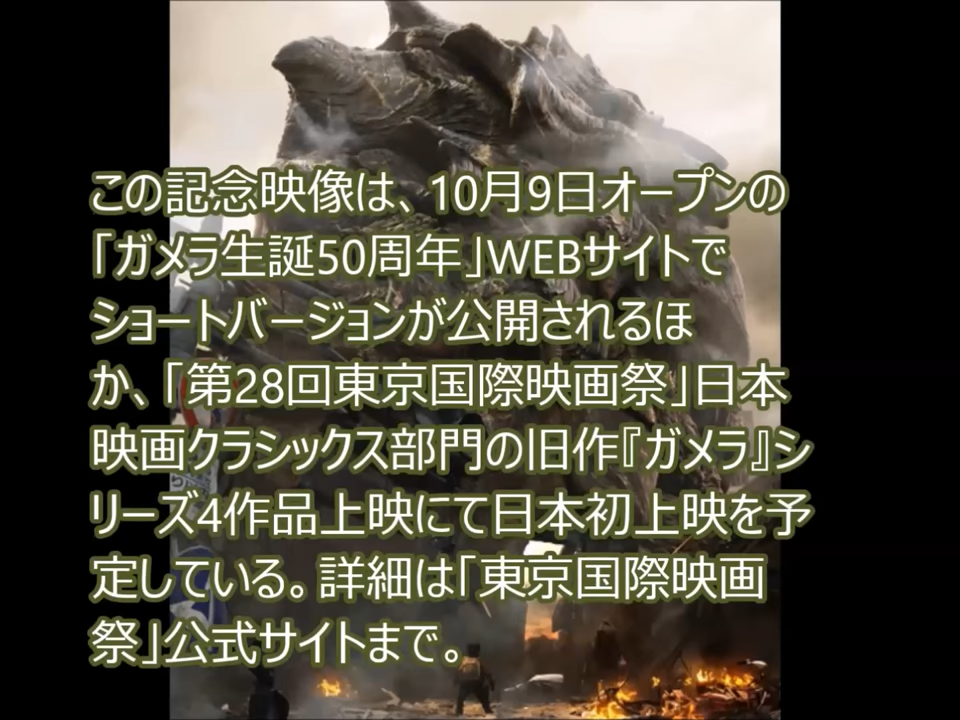 この記念映像は、10月9日オープンの
「ガメラ生誕50周年」WEBサイトで
ショートバージョンが公開されるほ
か、「第28回東京国際映画祭」日本
映画クラシックス部門の旧作『ガメラ』シ
リーズ4作品上映にて日本初上映を予
定している。詳細は「東京国際映画
祭」公式サイトまで。